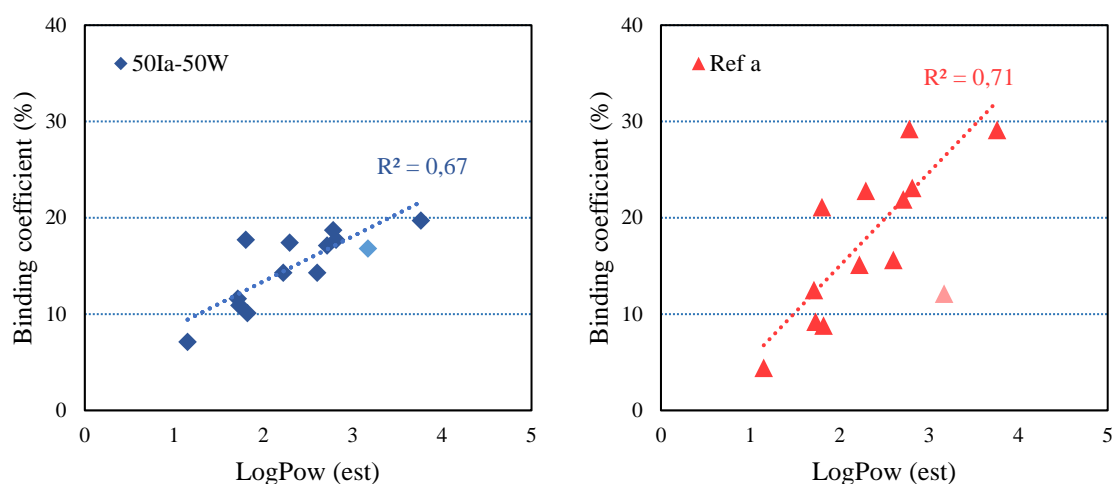 40
30
20
10
0
Binding coefficient (%)
50Ia-50W
R² = 0,67
0 1 2 3 4 5
LogPow (est)
40
30
20
10
0
Binding coefficient (%)
Ref a
R² = 0,71
0 1 2 3 4 5
LogPow (est)